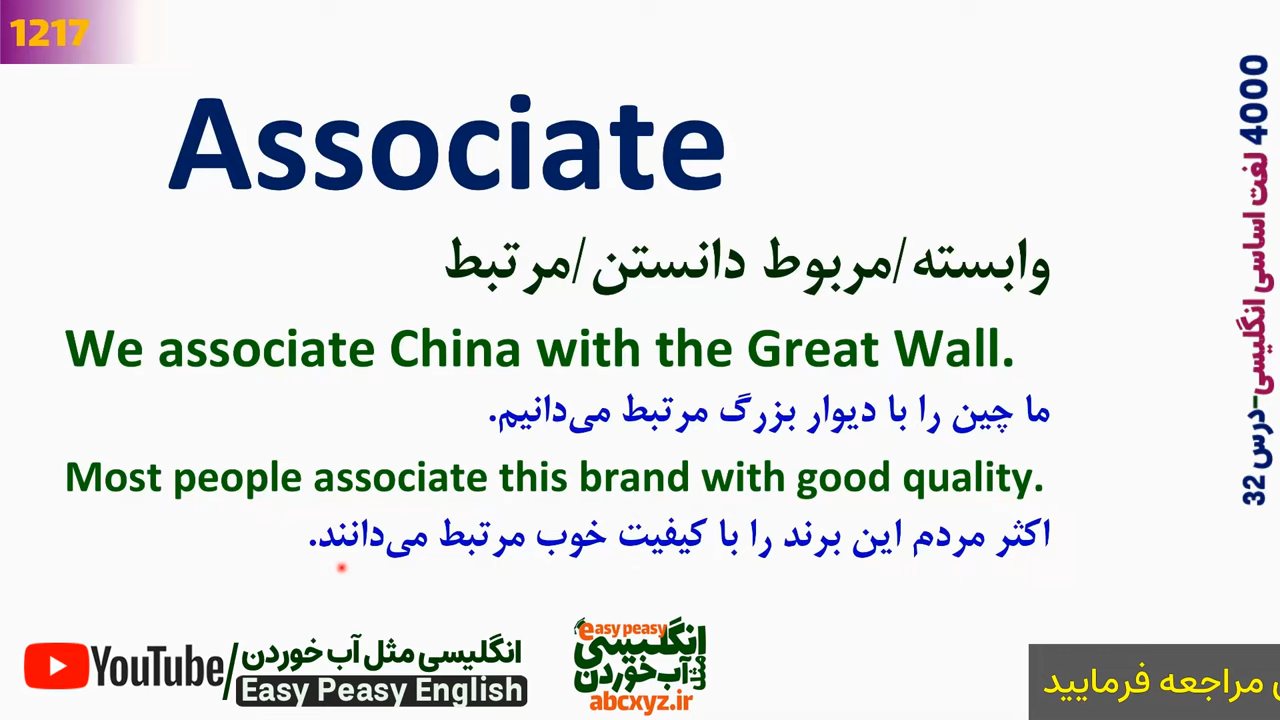 1217
Associate
وابسته/مربوط دانستن/مرتبط
We associate China with the Great Wall.
ما چین را با دیوار بزرگ مرتبط می‌دانیم.
Most people associate this brand with good quality.
اکثر مردم این برند را با کیفیت خوب مرتبط می‌دانند.
4000 لغت اساسی انگلیسی-درس 32
YouTube/انگلیسی مثل آب خوردن
Easy Peasy English
easy peasy
انگلیسی
مثل
آب خوردن
abcxyz.ir
مراجعه فرمایید